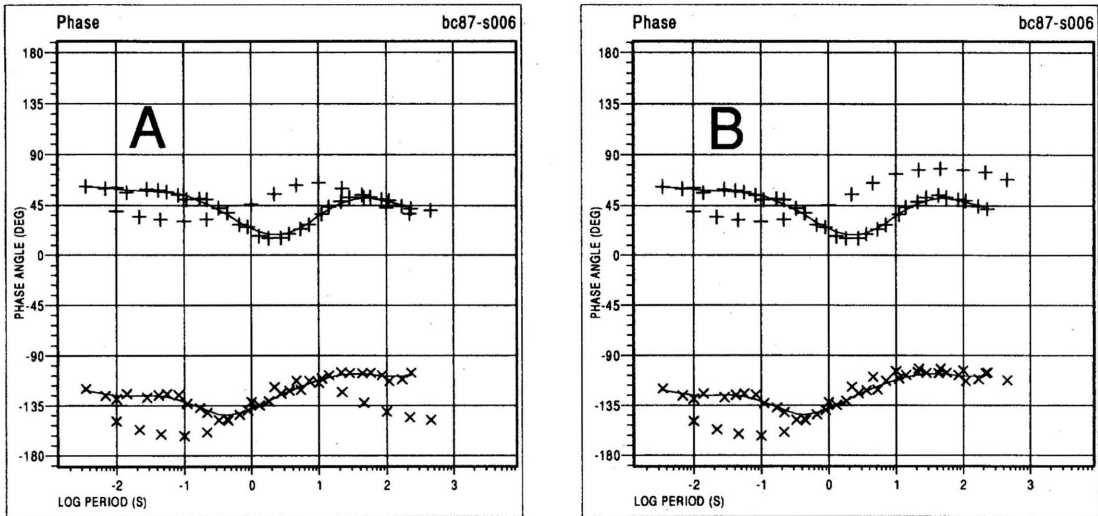 Phase bc87-s006
180
135
90
45
0
-45
-90
-135
-180
PHASE ANGLE (DEG)
A
-2 -1 0 1 2 3
LOG PERIOD (S)
Phase bc87-s006
180
135
90
45
0
-45
-90
-135
-180
PHASE ANGLE (DEG)
B
-2 -1 0 1 2 3
LOG PERIOD (S)